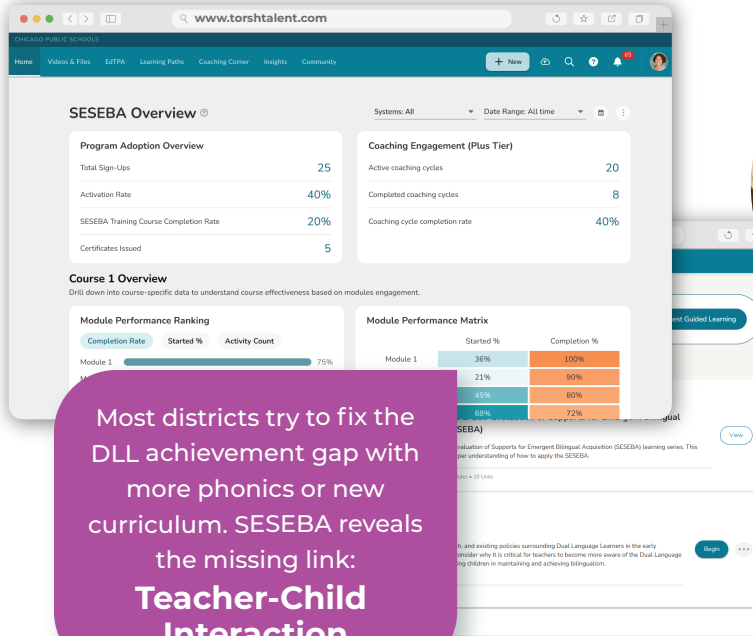 www.torshtalent.com
CHICAGO PUBLIC SCHOOLS
Home Videos & Files EdTPA Learning Paths Coaching Corner Insights Community + New 65
SESEBA Overview
Systems: All Date Range: All time
Program Adoption Overview
Total Sign-Ups 25
Activation Rate 40%
SESEBA Training Course Completion Rate 20%
Certificates Issued 5
Coaching Engagement (Plus Tier)
Active coaching cycles 20
Completed coaching cycles 8
Coaching cycle completion rate 40%
Course 1 Overview
Drill down into course-specific data to understand course effectiveness based on modules engagement.
Module Performance Ranking
Completion Rate Started % Activity Count
Module 1 75%
Module Performance Matrix
Started % Completion %
Module 1 36% 100%
21% 90%
45% 80%
68% 72%
Most districts try to fix the
DLL achievement gap with
more phonics or new
curriculum. SESEBA reveals
the missing link:
Teacher-Child
Interaction
Guided Learning
SEBA)
valuation of Supports for Emergent Bilingual Acquisition (SESEBA) learning series. This
per understanding of how to apply the SESEBA.
• 10 Units
View
and existing policies surrounding Dual Language Learners in the early
consider why it is critical for teachers to become more aware of the Dual Language
children in maintaining and achieving bilingualism.
Begin